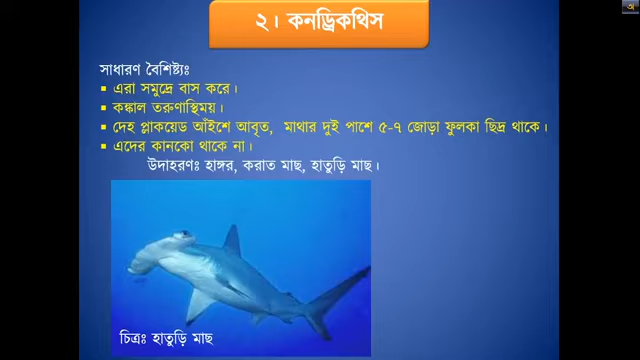 ২। কনড্রিকথিস
সাধারণ বৈশিষ্ট্যঃ
▪ এরা সমুদ্রে বাস করে।
▪ কঙ্কাল তরুণাস্থিময়।
▪ দেহ প্লাকয়েড আঁইশে আবৃত, মাথার দুই পাশে ৫-৭ জোড়া ফুলকা ছিদ্র থাকে।
▪ এদের কানকো থাকে না।
উদাহরণঃ হাঙ্গর, করাত মাছ, হাতুড়ি মাছ।
চিত্রঃ হাতুড়ি মাছ